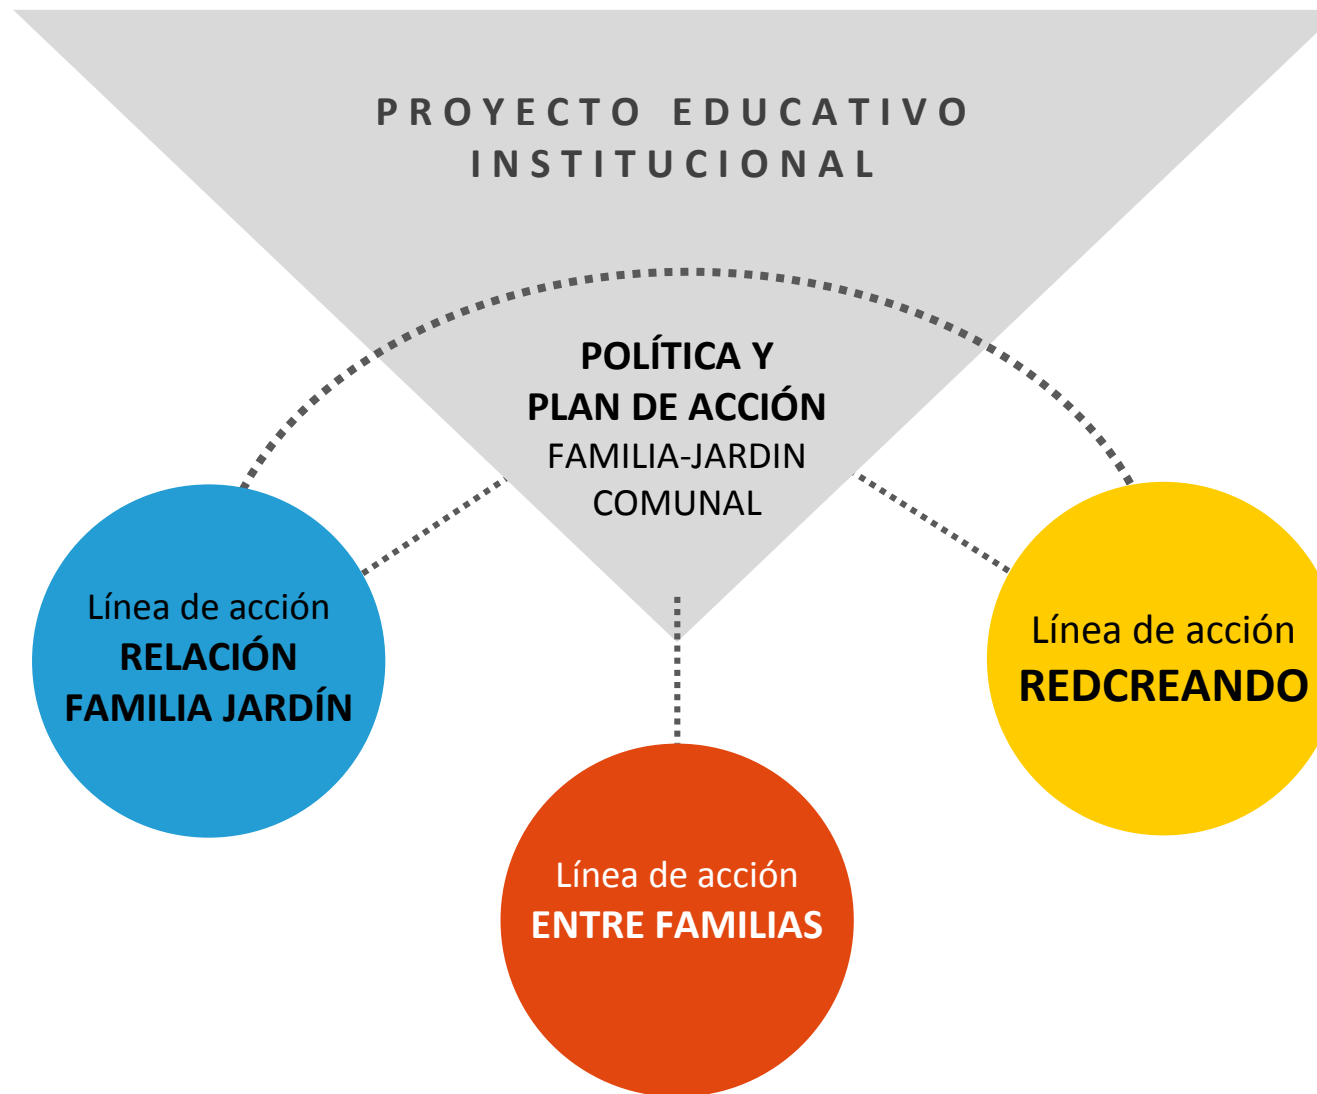 PROYECTO EDUCATIVO
INSTITUCIONAL
POLÍTICA Y
PLAN DE ACCIÓN
FAMILIA-JARDIN
COMUNAL
Línea de acción
RELACIÓN
FAMILIA JARDÍN
Línea de acción
REDCREANDO
Línea de acción
ENTRE FAMILIAS